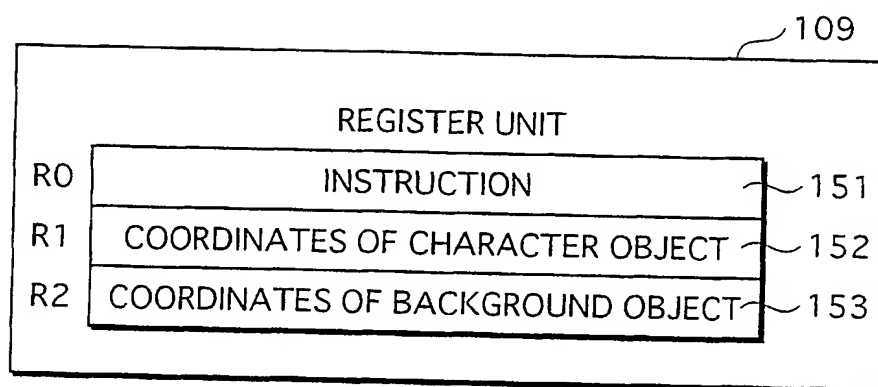 109
REGISTER UNIT
R0 INSTRUCTION 151
R1 COORDINATES OF CHARACTER OBJECT 152
R2 COORDINATES OF BACKGROUND OBJECT 153